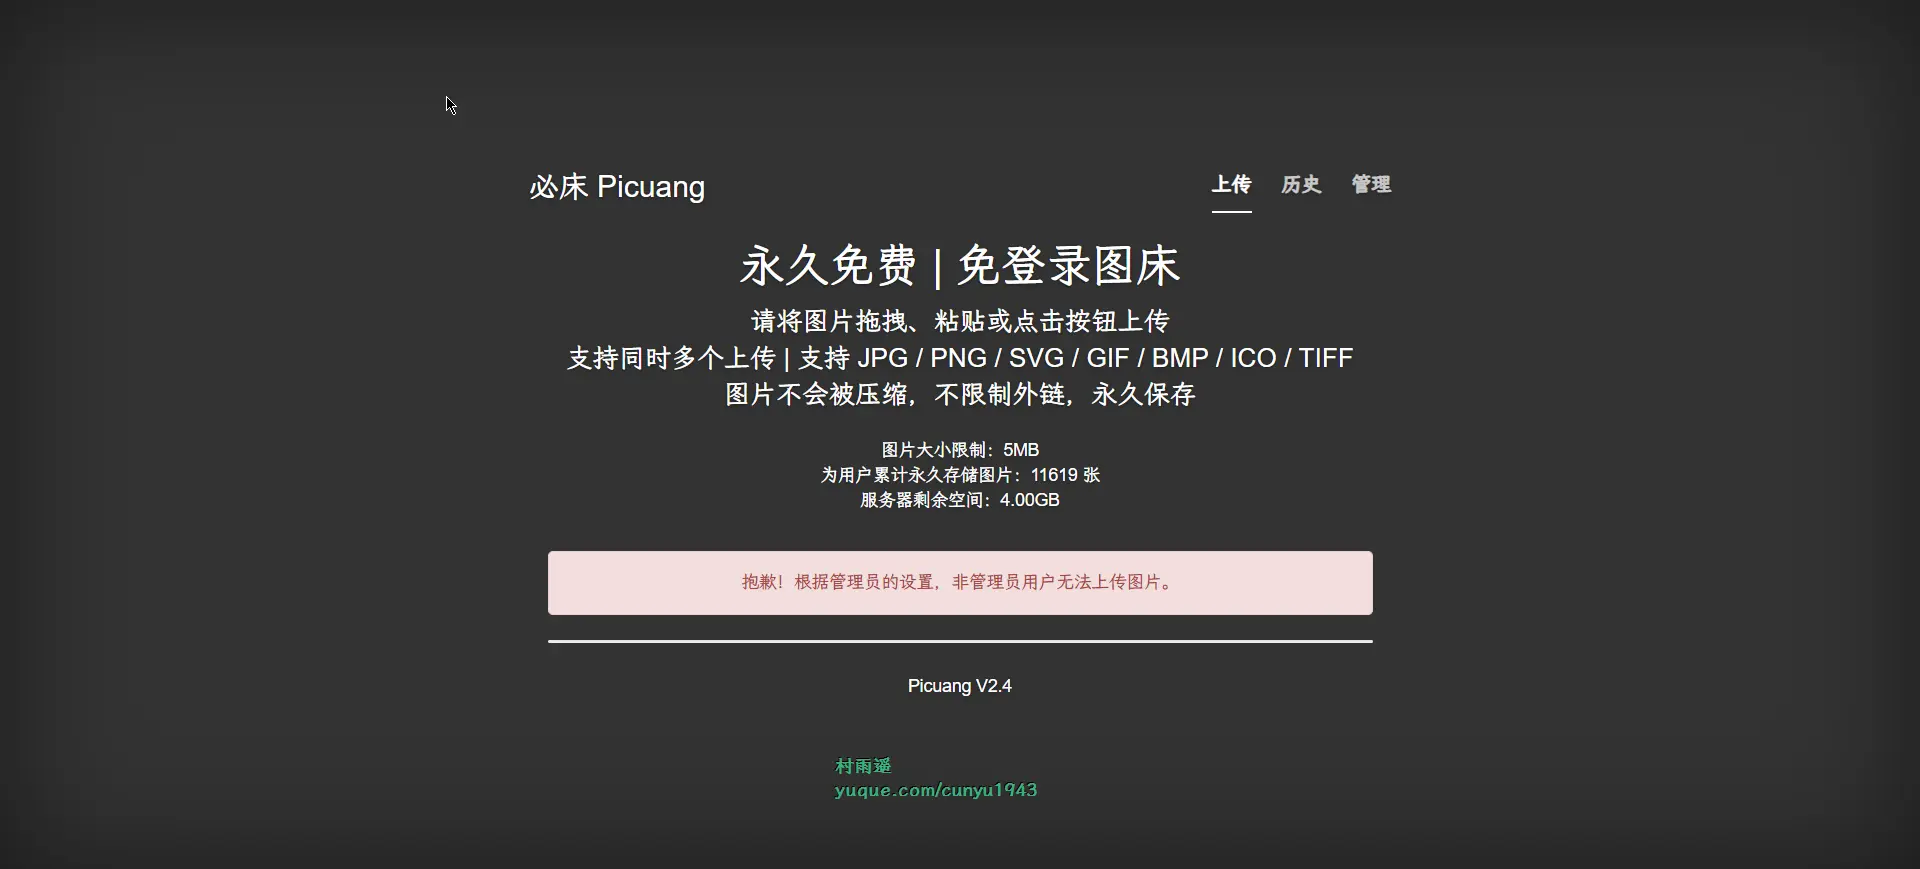 必床 Picuang
上传 历史 管理
永久免费 | 免登录图床
请将图片拖拽、粘贴或点击按钮上传
支持同时多个上传 | 支持 JPG / PNG / SVG / GIF / BMP / ICO / TIFF
图片不会被压缩，不限制外链，永久保存
图片大小限制：5MB
为用户累计永久存储图片：11619 张
服务器剩余空间：4.00GB
抱歉！根据管理员的设置，非管理员用户无法上传图片。
Picuang V2.4
村雨遥
yuque.com/cunyu1943